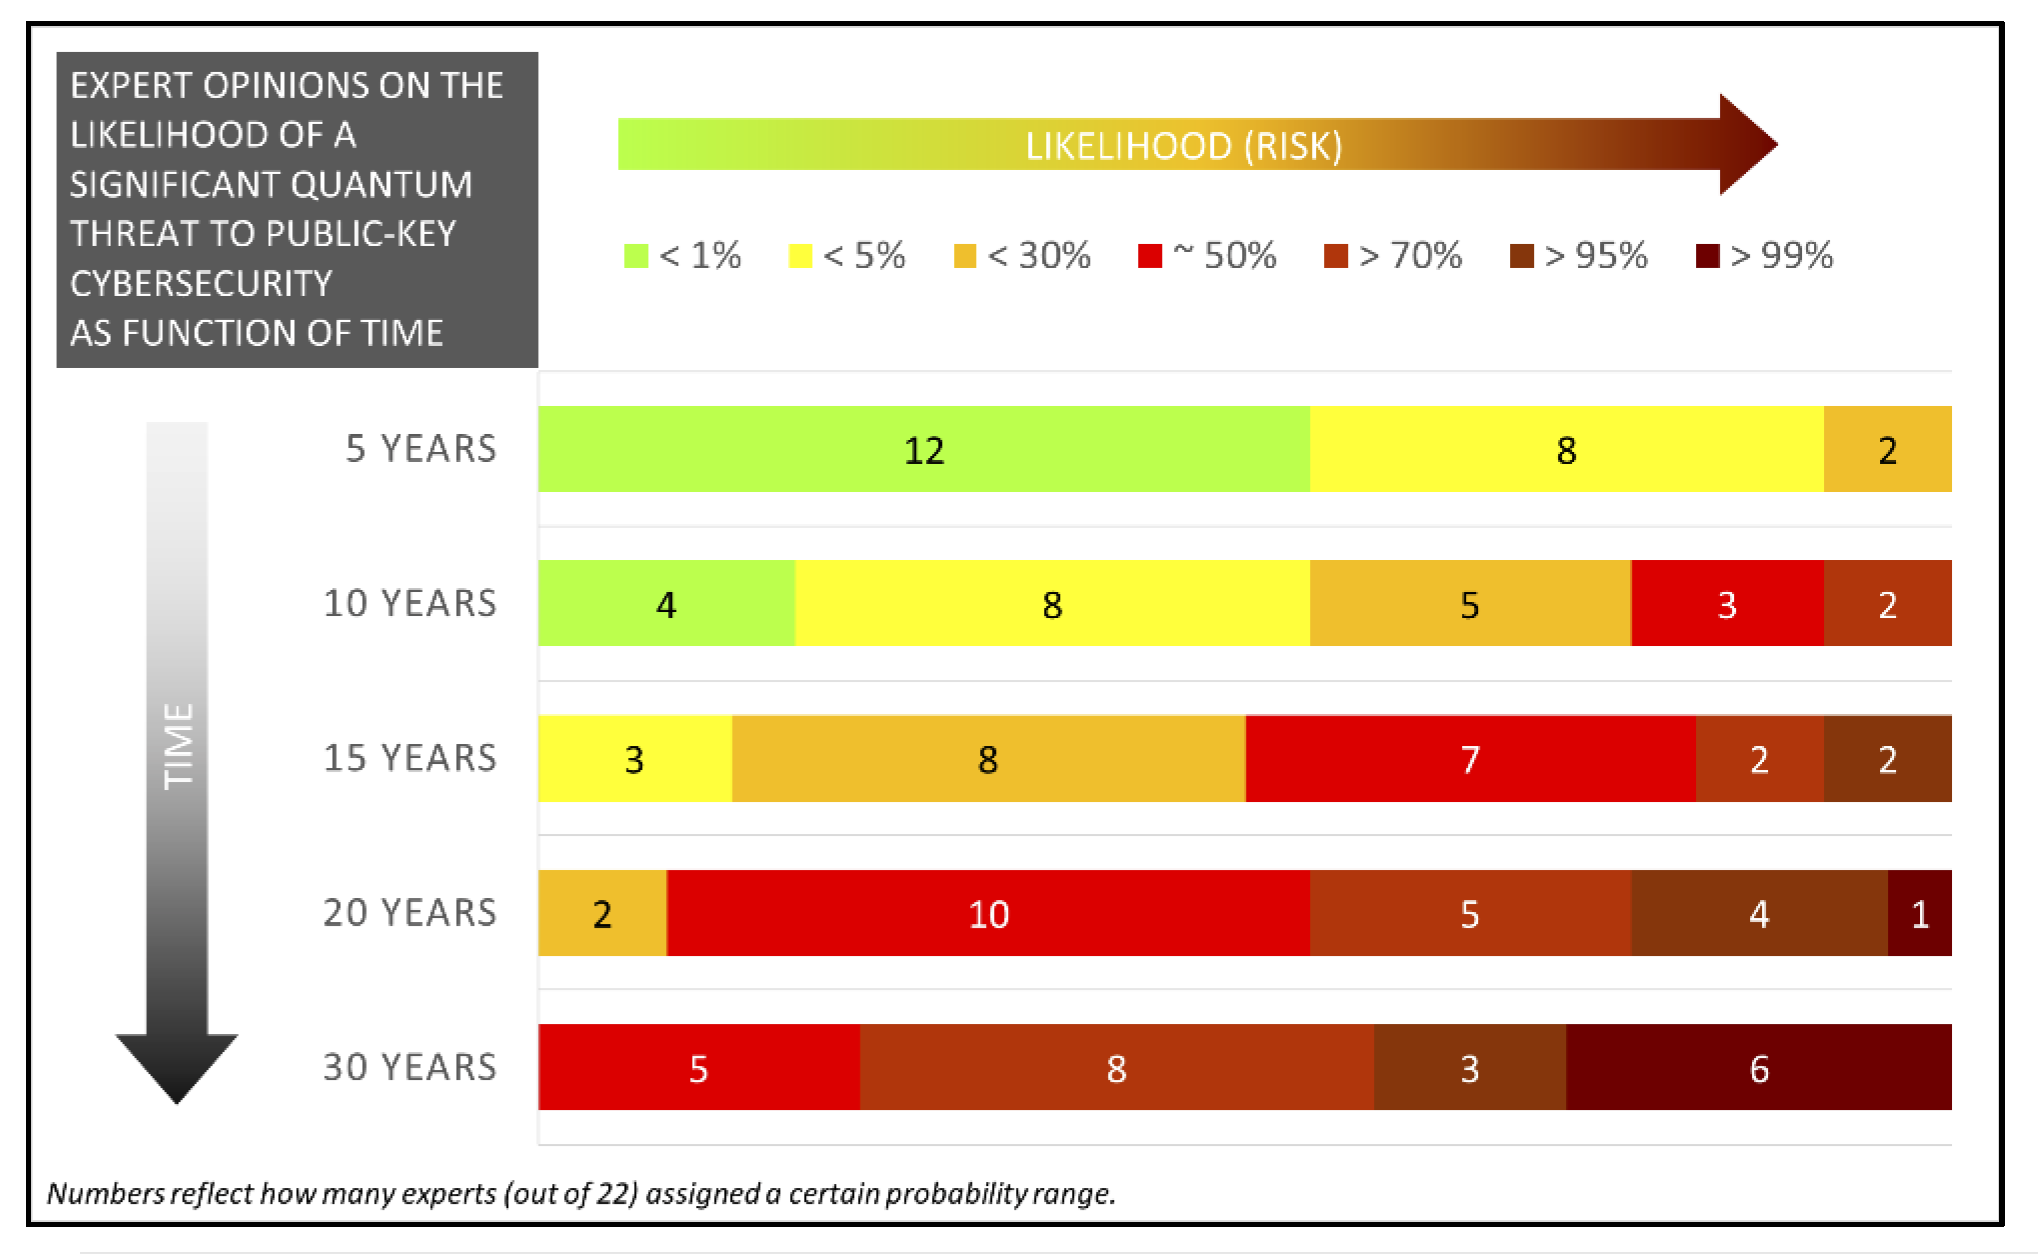 EXPERT OPINIONS ON THE
LIKELIHOOD OF A
SIGNIFICANT QUANTUM
THREAT TO PUBLIC-KEY
CYBERSECURITY
AS FUNCTION OF TIME
LIKELIHOOD (RISK)
< 1% < 5% < 30% ~ 50% > 70% > 95% > 99%
5 YEARS 12 8 2
10 YEARS 4 8 5 3 2
TIME
15 YEARS 3 8 7 2 2
20 YEARS 2 10 5 4 1
30 YEARS 5 8 3 6
Numbers reflect how many experts (out of 22) assigned a certain probability range.